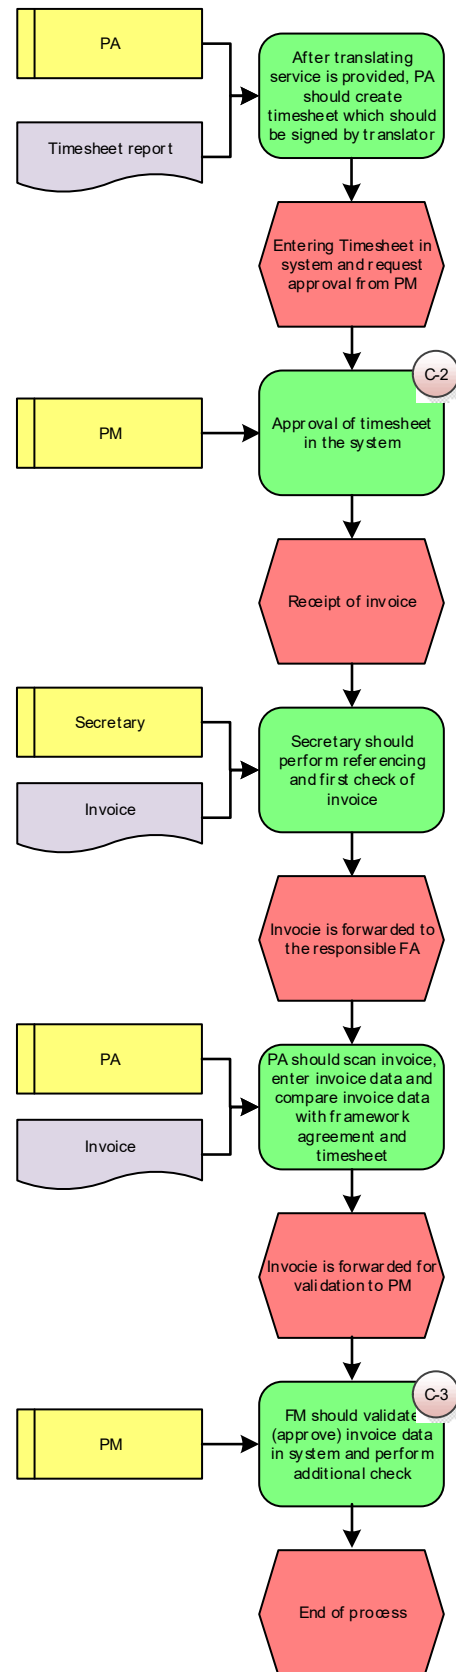 PA
Timesheet report
After translating
service is provided, PA
should create
timesheet which should
be signed by translator
Entering Timesheet in
system and request
approval from PM
C-2
PM
Approval of timesheet
in the system
Receipt of invoice
Secretary
Invoice
Secretary should
perform referencing
and first check of
invoice
Invocie is forwarded to
the responsible FA
PA
Invoice
PA should scan invoice,
enter invoice data and
compare invoice data
with framework
agreement and
timesheet
Invocie is forwarded for
validation to PM
C-3
PM
FM should validate
(approve) invoice data
in system and perform
additional check
End of process